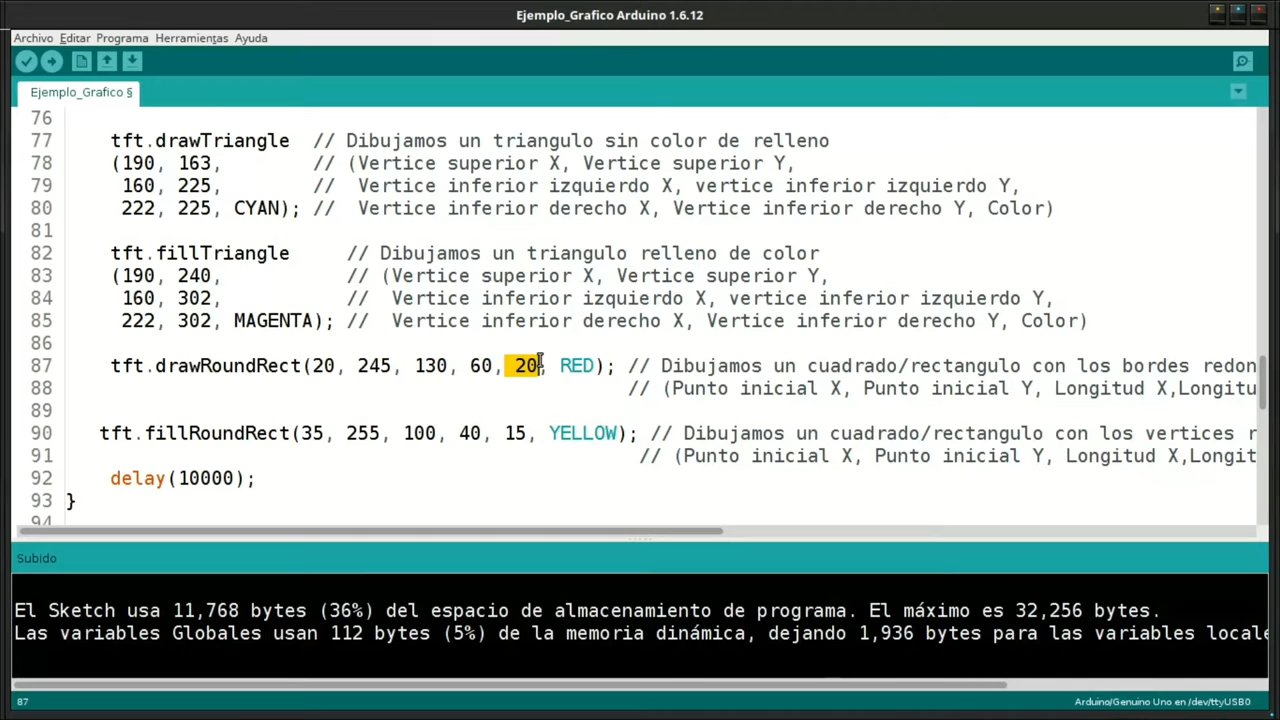 Ejemplo_Grafico Arduino 1.6.12
Archivo Editar Programa Herramientas Ayuda
Ejemplo_Grafico §
76
77 tft.drawTriangle // Dibujamos un triangulo sin color de relleno
78 (190, 163, // (Vertice superior X, Vertice superior Y,
79 160, 225, // Vertice inferior izquierdo X, vertice inferior izquierdo Y,
80 222, 225, CYAN); // Vertice inferior derecho X, Vertice inferior derecho Y, Color)
81
82 tft.fillTriangle // Dibujamos un triangulo relleno de color
83 (190, 240, // (Vertice superior X, Vertice superior Y,
84 160, 302, // Vertice inferior izquierdo X, vertice inferior izquierdo Y,
85 222, 302, MAGENTA); // Vertice inferior derecho X, Vertice inferior derecho Y, Color)
86
87 tft.drawRoundRect(20, 245, 130, 60, 20, RED); // Dibujamos un cuadrado/rectangulo con los bordes redon
88 // (Punto inicial X, Punto inicial Y, Longitud X,Longitu
89
90 tft.fillRoundRect(35, 255, 100, 40, 15, YELLOW); // Dibujamos un cuadrado/rectangulo con los vertices r
91 // (Punto inicial X, Punto inicial Y, Longitud X,Longit
92 delay(10000);
93 }
94
Subido
El Sketch usa 11,768 bytes (36%) del espacio de almacenamiento de programa. El máximo es 32,256 bytes.
Las variables Globales usan 112 bytes (5%) de la memoria dinámica, dejando 1,936 bytes para las variables locale
87
Arduino/Genuino Uno en /dev/ttyUSB0